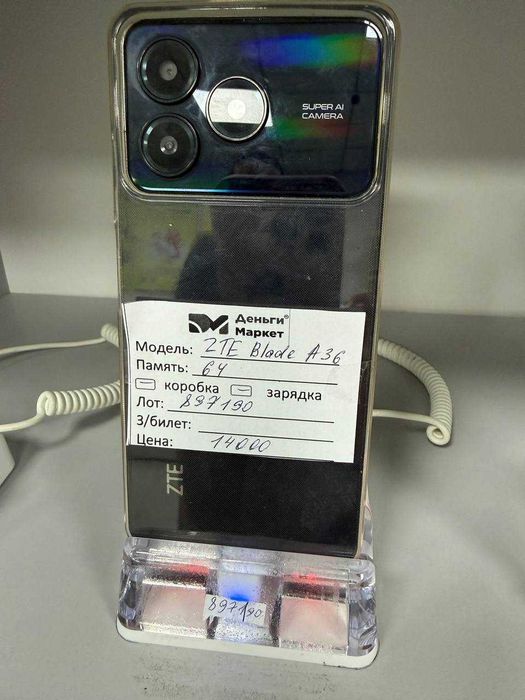 SUPER AI
CAMERA
Деньги®
Маркет
Модель: ZTE Blade A36
Память: 64
коробка зарядка
Лот: 897190
З/билет:
Цена: 14000
ZTE
897190